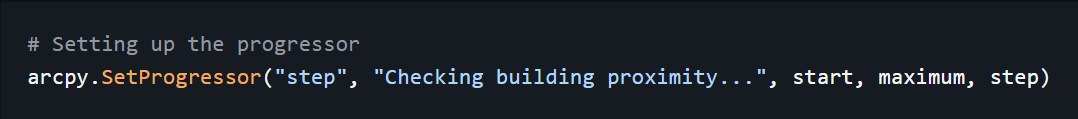 # Setting up the progressor
arcpy.SetProgressor("step", "Checking building proximity...", start, maximum, step)